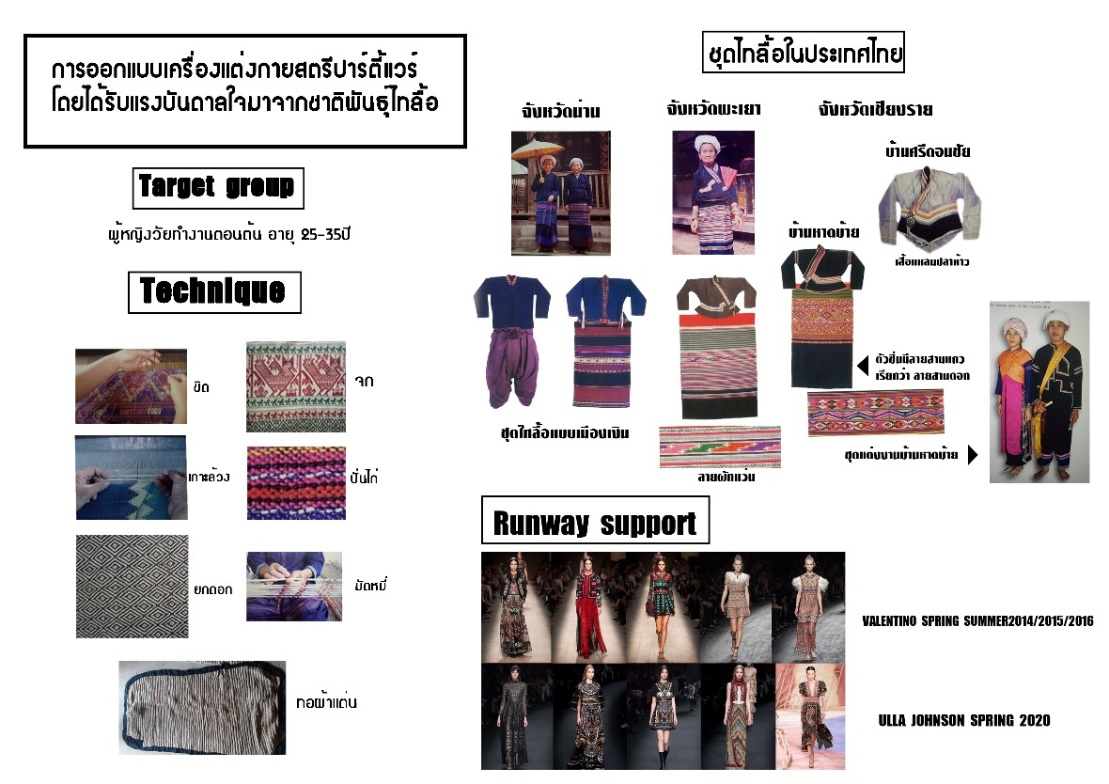 การออกแบบเครื่องแต่งกายสตรีปาร์ตี้แวร์
โดยได้รับแรงบันดาลใจมาจากชาติพันธุ์ไทลื้อ
Target group
ผู้หญิงวัยทำงานตอนต้น อายุ 25-35ปี
Technique
ขิด
จก
เกาะล้วง
ปั่นไก่
ยกดอก
มัดหมี่
ทอผ้าแต่น
ชุดไทลื้อในประเทศไทย
จังหวัดน่าน
จังหวัดพะเยา
จังหวัดเชียงราย
บ้านศรีดอนชัย
เสื้อแหลมปลาค้าว
บ้านหาดบ้าย
ตัวซิ่นมีลายสามแถว
เรียกว่า ลายสามดอก
ชุดไทลื้อแบบเมืองเงิน
ลายผักแว่น
ชุดแต่งงานบ้านหาดบ้าย
Runway support
VALENTINO SPRING SUMMER2014/2015/2016
ULLA JOHNSON SPRING 2020